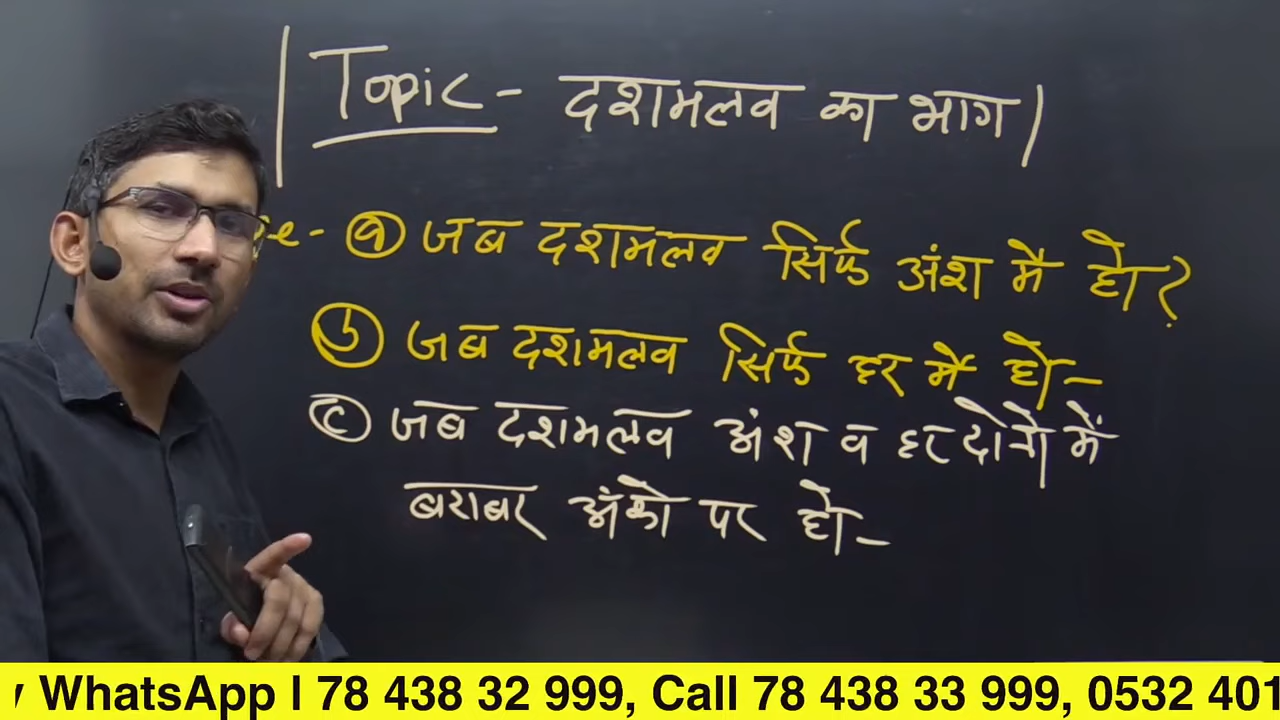 Topic - दशमलव का भाग
(a) जब दशमलव सिर्फ अंश मे हो?
(b) जब दशमलव सिर्फ हर मे हो -
(c) जब दशमलव अंश व हर दोनो में
बराबर अंको पर हो -
WhatsApp I 78 438 32 999, Call 78 438 33 999, 0532 401